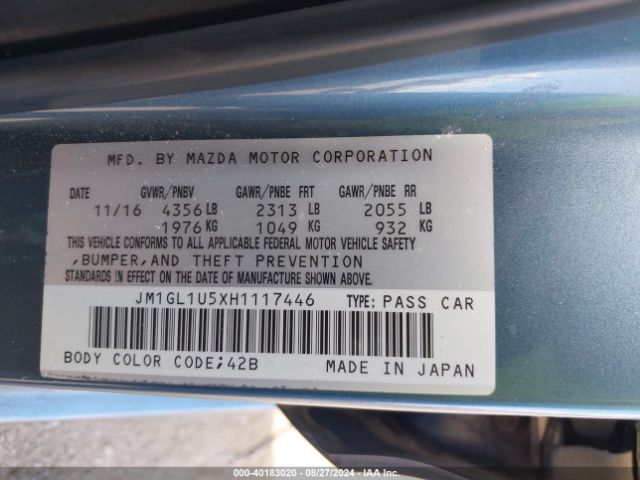 MFD. BY MAZDA MOTOR CORPORATION
DATE GVWR/PNBV GAWR/PNBE FRT GAWR/PNBE RR
11/16 4356 LB 2313 LB 2055 LB
1976 KG 1049 KG 932 KG
THIS VEHICLE CONFORMS TO ALL APPLICABLE FEDERAL MOTOR VEHICLE SAFETY
,BUMPER,AND THEFT PREVENTION
STANDARDS IN EFFECT ON THE DATE OF MANUFACTURE SHOWN ABOVE.
JM1GL1U5XH1117446 TYPE: PASS CAR
BODY COLOR CODE;42B MADE IN JAPAN
000-40183020 - 08/27/2024 - IAA Inc.